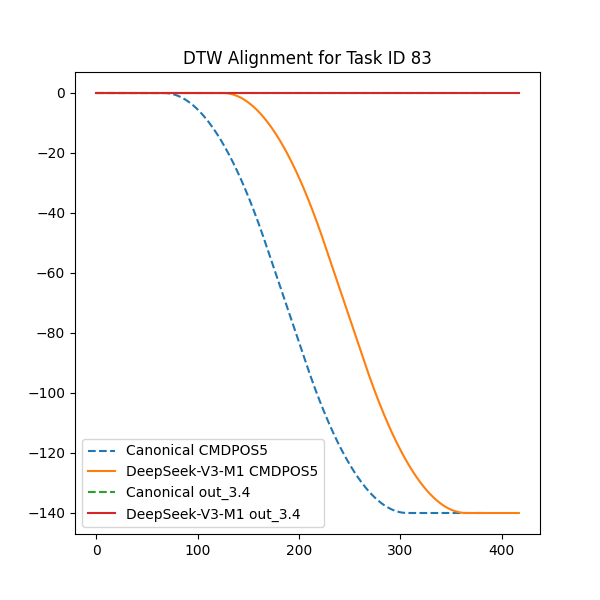 DTW Alignment for Task ID 83
0
−20
−40
−60
−80
−100
−120
−140
Canonical CMDPOS5
DeepSeek-V3-M1 CMDPOS5
Canonical out_3.4
DeepSeek-V3-M1 out_3.4
0 100 200 300 400